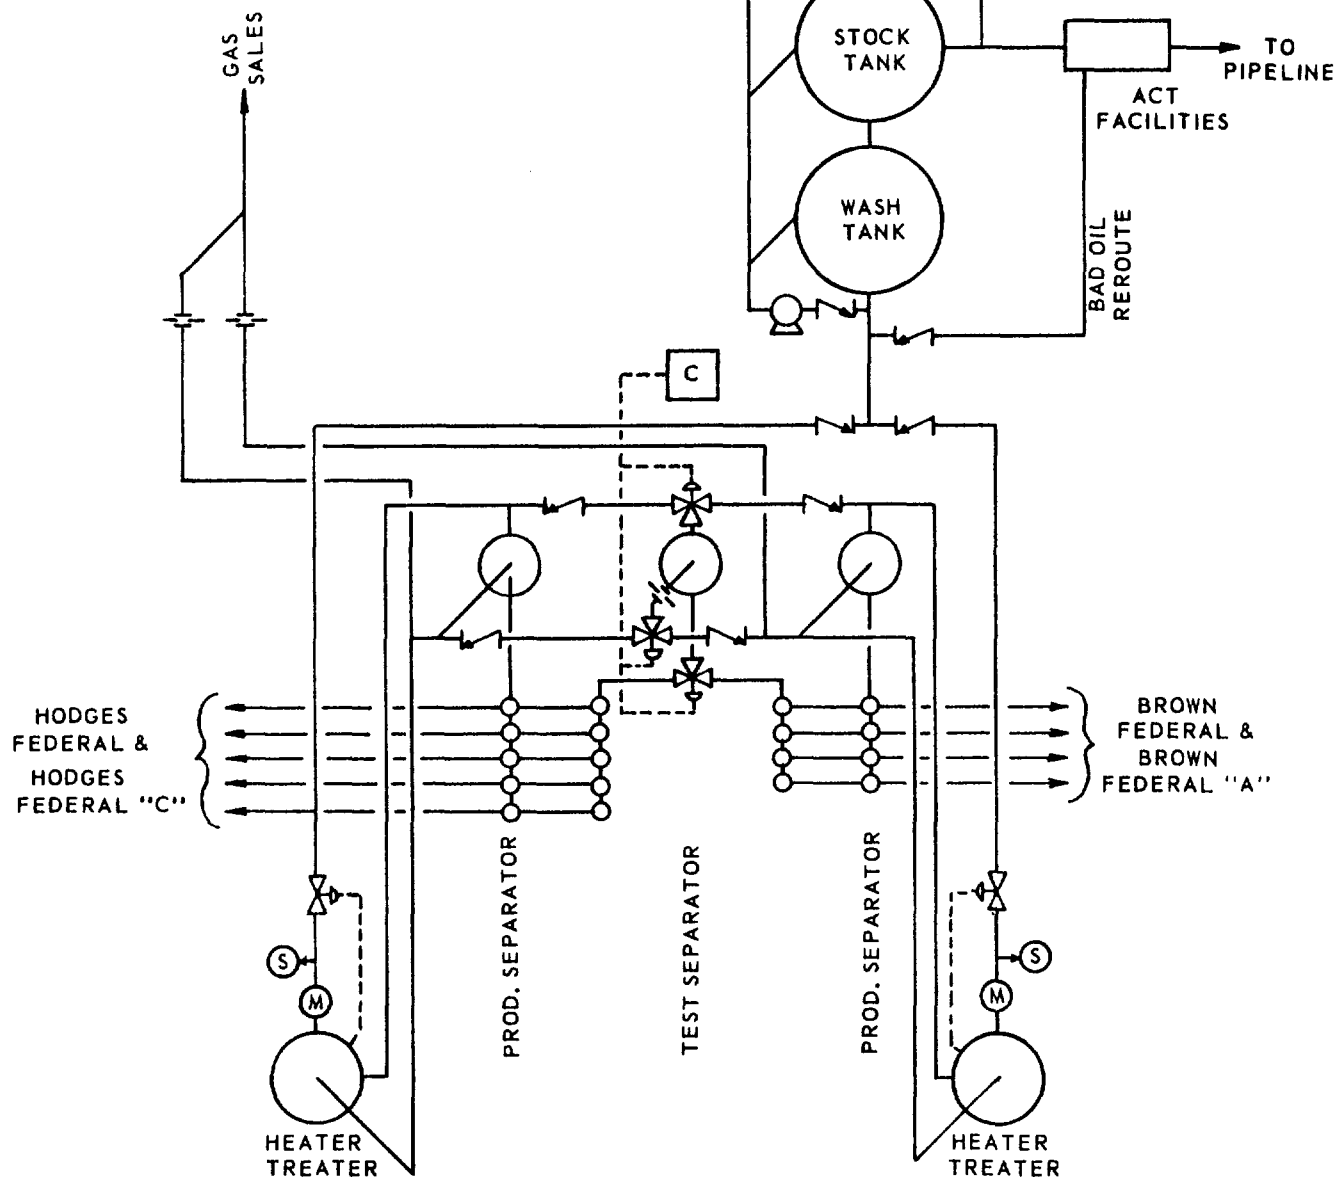 GAS
SALES
STOCK
TANK
TO
PIPELINE
ACT
FACILITIES
WASH
TANK
BAD OIL
REROUTE
C
HODGES
FEDERAL &
HODGES
FEDERAL "C"
BROWN
FEDERAL &
BROWN
FEDERAL "A"
PROD. SEPARATOR
TEST SEPARATOR
PROD. SEPARATOR
S
M
S
M
HEATER
TREATER
HEATER
TREATER